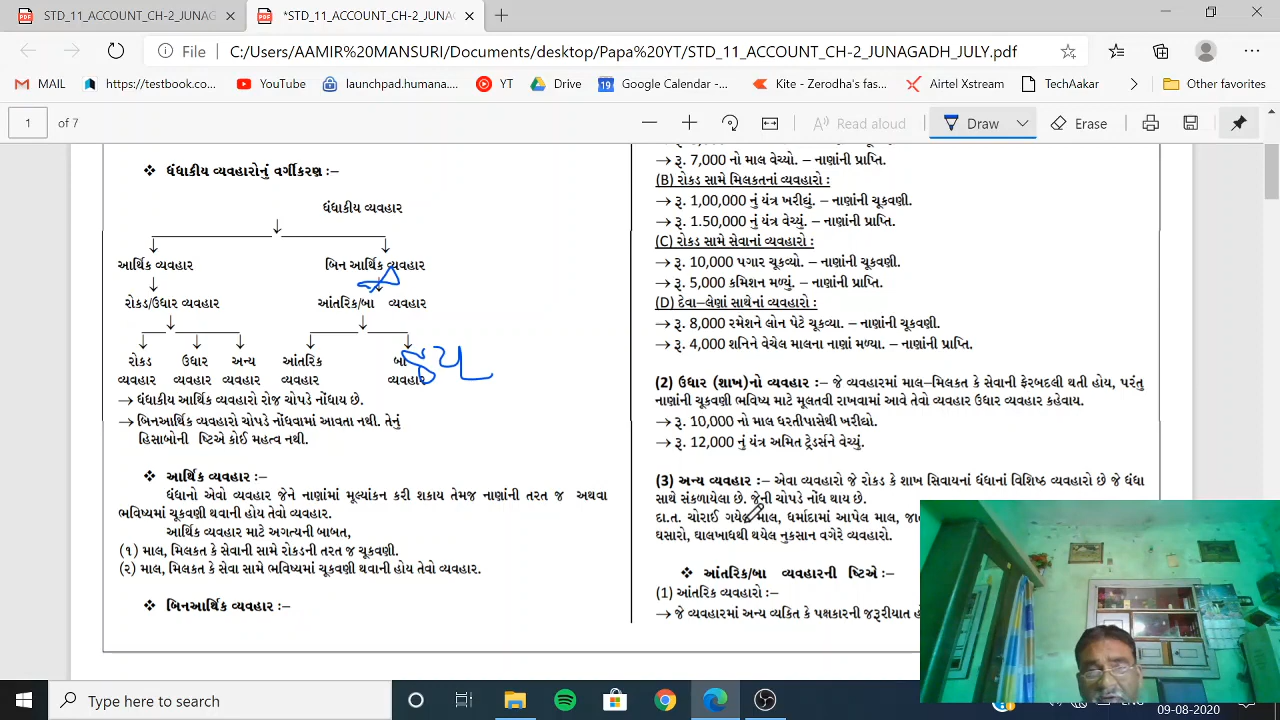 STD_11_ACCOUNT_CH-2_JUNAG
*STD_11_ACCOUNT_CH-2_JUNAG
File C:/Users/AAMIR%20MANSURI/Documents/desktop/Papa%20YT/STD_11_ACCOUNT_CH-2_JUNAGADH_JULY.pdf
MAIL https://testbook.co... YouTube launchpad.humana.... YT Drive Google Calendar -... Kite - Zerodha's fas... Airtel Xstream TechAakar Other favorites
1 of 7 Read aloud Draw Erase
❖ ધંધાકીય વ્યવહારોનું વર્ગીકરણ :–
ધંધાકીય વ્યવહાર
આર્થિક વ્યવહાર બિન આર્થિક વ્યવહાર
રોકડ/ઉધાર વ્યવહાર આંતરિક/બા વ્યવહાર
રોકડ ઉધાર અન્ય આંતરિક બા
વ્યવહાર વ્યવહાર વ્યવહાર વ્યવહાર વ્યવહાર
→ ધંધાકીય આર્થિક વ્યવહારો રોજ ચોપડે નોંધાય છે.
→ બિનઆર્થિક વ્યવહારો ચોપડે નોંધવામાં આવતા નથી. તેનું
હિસાબોની ષ્ટિએ કોઈ મહત્વ નથી.
❖ આર્થિક વ્યવહાર :–
ધંધાનો એવો વ્યવહાર જેને નાણાંમાં મૂલ્યાંકન કરી શકાય તેમજ નાણાંની તરત જ અથવા
ભવિષ્યમાં ચૂકવણી થવાની હોય તેવો વ્યવહાર.
આર્થિક વ્યવહાર માટે અગત્યની બાબત,
(૧) માલ, મિલકત કે સેવાની સામે રોકડની તરત જ ચૂકવણી.
(૨) માલ, મિલકત કે સેવા સામે ભવિષ્યમાં ચૂકવણી થવાની હોય તેવો વ્યવહાર.
❖ બિનઆર્થિક વ્યવહાર :–
→ રૂ. 7,000 નો માલ વેચ્યો. – નાણાંની પ્રાપ્તિ.
(B) રોકડ સામે મિલકતનાં વ્યવહારો :
→ રૂ. 1,00,000 નું યંત્ર ખરીદ્યું. – નાણાંની ચૂકવણી.
→ રૂ. 1.50,000 નું યંત્ર વેચ્યું. – નાણાંની પ્રાપ્તિ.
(C) રોકડ સામે સેવાનાં વ્યવહારો :
→ રૂ. 10,000 પગાર ચૂકવ્યો. – નાણાંની ચૂકવણી.
→ રૂ. 5,000 કમિશન મળ્યું. – નાણાંની પ્રાપ્તિ.
(D) દેવા–લેણાં સાથેનાં વ્યવહારો :
→ રૂ. 8,000 રમેશને લોન પેટે ચૂકવ્યા. – નાણાંની ચૂકવણી.
→ રૂ. 4,000 શનિને વેચેલ માલના નાણાં મળ્યા. – નાણાંની પ્રાપ્તિ.
(2) ઉધાર (શાખ)નો વ્યવહાર :– જે વ્યવહારમાં માલ–મિલકત કે સેવાની ફેરબદલી થતી હોય, પરંતુ
નાણાંની ચૂકવણી ભવિષ્ય માટે મૂલતવી રાખવામાં આવે તેવો વ્યવહાર ઉધાર વ્યવહાર કહેવાય.
→ રૂ. 10,000 નો માલ ધરતીપાસેથી ખરીદ્યો.
→ રૂ. 12,000 નું યંત્ર અમિત ટ્રેડર્સને વેચ્યું.
(3) અન્ય વ્યવહાર :– એવા વ્યવહારો જે રોકડ કે શાખ સિવાયનાં ધંધાનાં વિશિષ્ઠ વ્યવહારો છે જે ધંધા
સાથે સંકળાયેલા છે. જેની ચોપડે નોંધ થાય છે.
દા.ત. ચોરાઈ ગયેલ માલ, ધર્માદામાં આપેલ માલ,
ઘસારો, ઘાલખાધથી થયેલ નુકસાન વગેરે વ્યવહારો.
❖ આંતરિક/બા વ્યવહારની ષ્ટિએ :–
(1) આંતરિક વ્યવહારો :–
→ જે વ્યવહારમાં અન્ય વ્યકિત કે પક્ષકારની જરૂરીયાત
Type here to search
ENG
09-08-2020